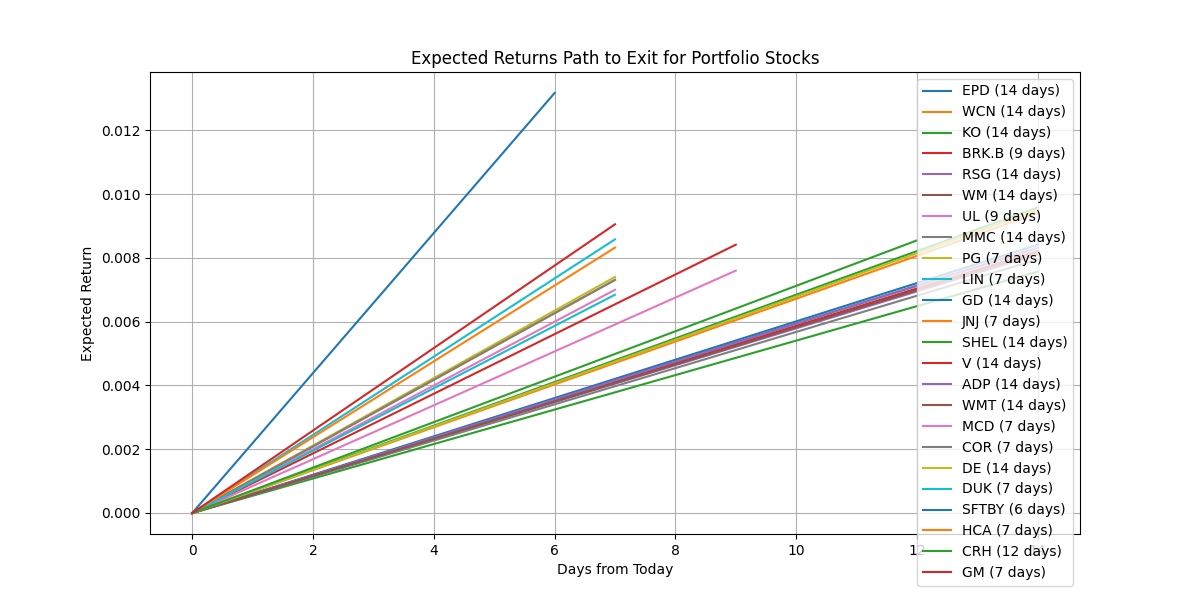 Expected Returns Path to Exit for Portfolio Stocks
Expected Return
0.012
0.010
0.008
0.006
0.004
0.002
0.000
0
2
4
6
8
10
12
Days from Today
EPD (14 days)
WCN (14 days)
KO (14 days)
BRK.B (9 days)
RSG (14 days)
WM (14 days)
UL (9 days)
MMC (14 days)
PG (7 days)
LIN (7 days)
GD (14 days)
JNJ (7 days)
SHEL (14 days)
V (14 days)
ADP (14 days)
WMT (14 days)
MCD (7 days)
COR (7 days)
DE (14 days)
DUK (7 days)
SFTBY (6 days)
HCA (7 days)
CRH (12 days)
GM (7 days)